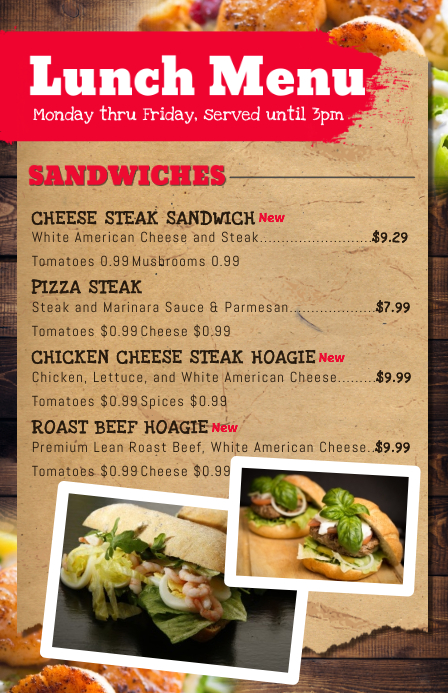 Lunch Menu
Monday thru Friday, served until 3pm
SANDWICHES
CHEESE STEAK SANDWICH New
White American Cheese and Steak..........................$9.29
Tomatoes 0.99 Mushrooms 0.99
PIZZA STEAK
Steak and Marinara Sauce & Parmesan....................$7.99
Tomatoes $0.99 Cheese $0.99
CHICKEN CHEESE STEAK HOAGIE New
Chicken, Lettuce, and White American Cheese.........$9.99
Tomatoes $0.99 Spices $0.99
ROAST BEEF HOAGIE New
Premium Lean Roast Beef, White American Cheese..$9.99
Tomatoes $0.99 Cheese $0.99